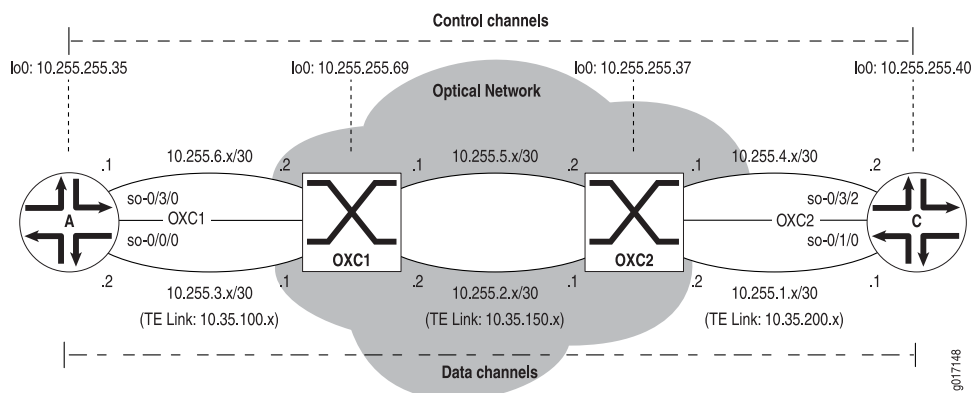 Control channels
lo0: 10.255.255.35
lo0: 10.255.255.69
lo0: 10.255.255.37
lo0: 10.255.255.40
Optical Network
.1 10.255.6.x/30 .2
.1 10.255.5.x/30 .2
.1 10.255.4.x/30 .2
A
so-0/3/0
OXC1
so-0/0/0
OXC1
OXC2
so-0/3/2
OXC2
so-0/1/0
C
.2 10.255.3.x/30 .1
.2 10.255.2.x/30 .1
.2 10.255.1.x/30 .1
(TE Link: 10.35.100.x)
(TE Link: 10.35.150.x)
(TE Link: 10.35.200.x)
Data channels
g017148